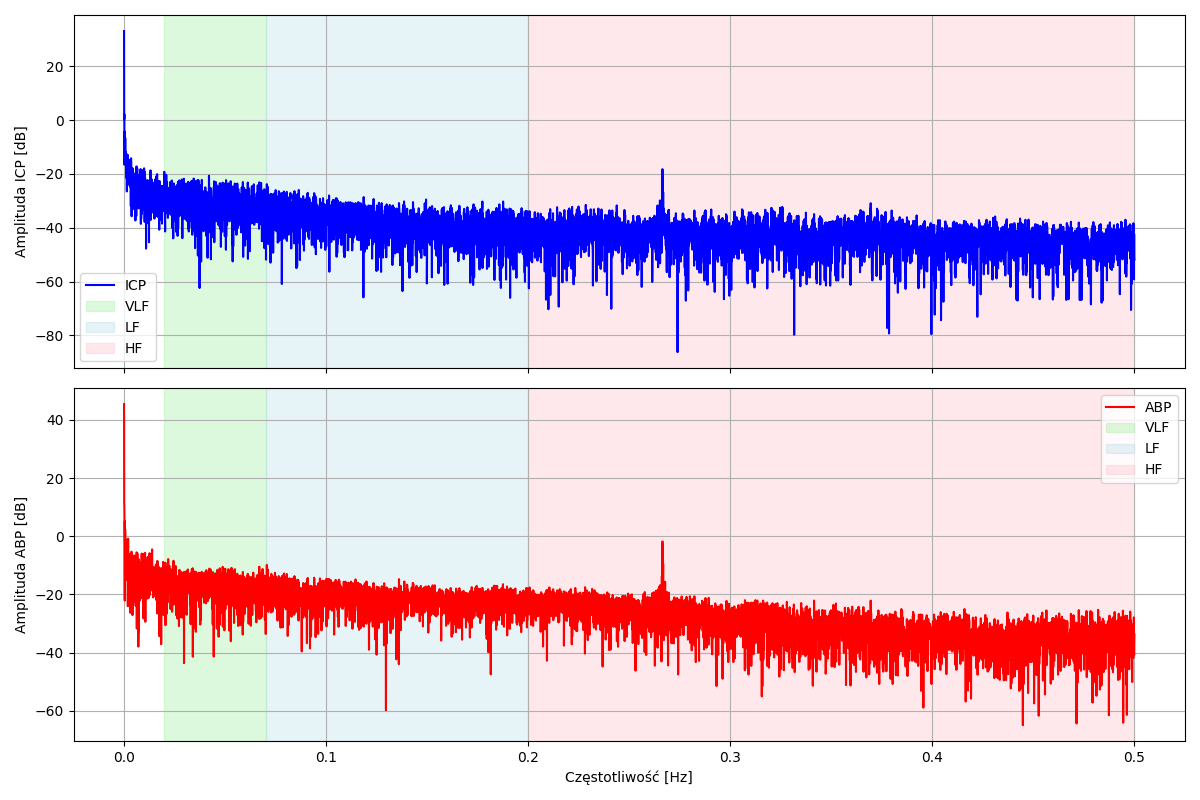 Amplituda ICP [dB]
20
0
−20
−40
−60
−80
ICP
VLF
LF
HF
Amplituda ABP [dB]
40
20
0
−20
−40
−60
ABP
VLF
LF
HF
0.0 0.1 0.2 0.3 0.4 0.5
Częstotliwość [Hz]